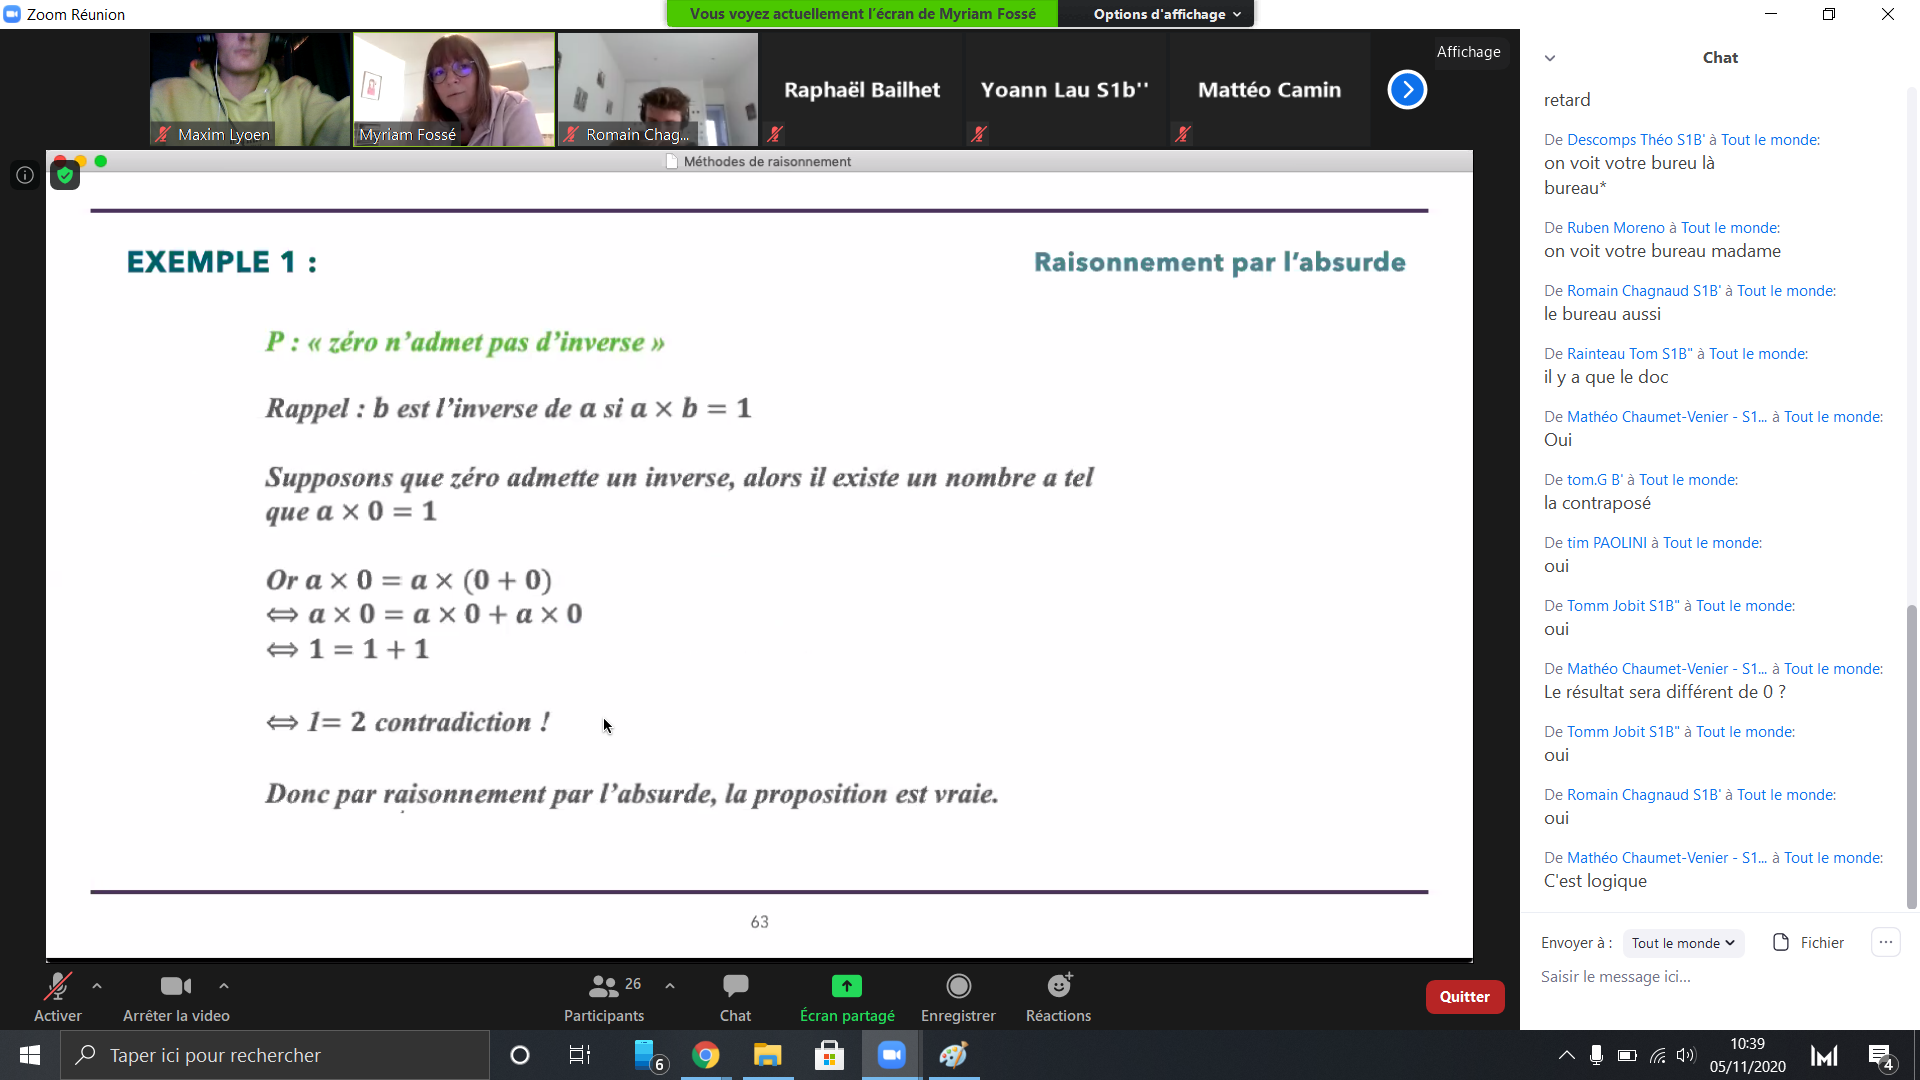 Zoom Réunion
Vous voyez actuellement l'écran de Myriam Fossé
Options d'affichage
Maxim Lyoen
Myriam Fossé
Romain Chag...
Raphaël Bailhet
Yoann Lau S1b''
Mattéo Camin
Affichage
Méthodes de raisonnement
EXEMPLE 1 :
Raisonnement par l'absurde
P : « zéro n'admet pas d'inverse »
Rappel : b est l'inverse de a si a × b = 1
Supposons que zéro admette un inverse, alors il existe un nombre a tel
que a × 0 = 1
Or a × 0 = a × (0 + 0)
⟺ a × 0 = a × 0 + a × 0
⟺ 1 = 1 + 1
⟺ 1= 2 contradiction !
Donc par raisonnement par l'absurde, la proposition est vraie.
63
Chat
retard
De Descomps Théo S1B' à Tout le monde:
on voit votre bureu là
bureau*
De Ruben Moreno à Tout le monde:
on voit votre bureau madame
De Romain Chagnaud S1B' à Tout le monde:
le bureau aussi
De Rainteau Tom S1B" à Tout le monde:
il y a que le doc
De Mathéo Chaumet-Venier - S1... à Tout le monde:
Oui
De tom.G B' à Tout le monde:
la contraposé
De tim PAOLINI à Tout le monde:
oui
De Tomm Jobit S1B" à Tout le monde:
oui
De Mathéo Chaumet-Venier - S1... à Tout le monde:
Le résultat sera différent de 0 ?
De Tomm Jobit S1B" à Tout le monde:
oui
De Romain Chagnaud S1B' à Tout le monde:
oui
De Mathéo Chaumet-Venier - S1... à Tout le monde:
C'est logique
Envoyer à : Tout le monde Fichier ...
Saisir le message ici...
Activer
Arrêter la video
26
Participants
Chat
Écran partagé
Enregistrer
Réactions
Quitter
Taper ici pour rechercher
6
10:39
05/11/2020
4